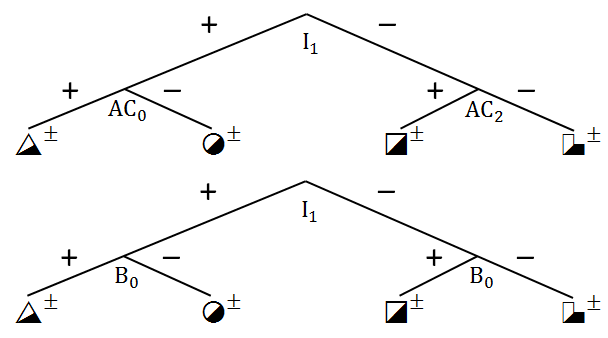 + −
I₁
+ − + −
AC₀ AC₂
± ± ± ±
+ −
I₁
+ − + −
B₀ B₀
± ± ± ±